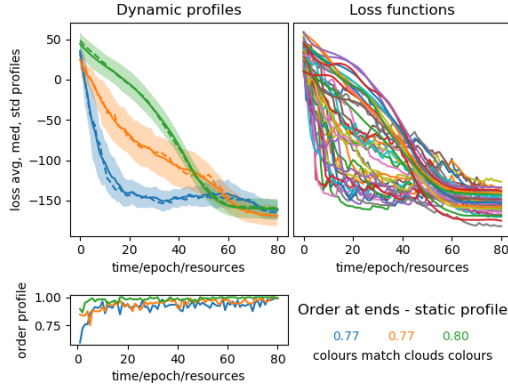 Dynamic profiles
Loss functions
loss avg, med, std profiles
50
0
−50
−100
−150
0 20 40 60 80
time/epoch/resources
0 20 40 60 80
time/epoch/resources
order profile
1.00
0.75
0 20 40 60 80
time/epoch/resources
Order at ends - static profile
0.77 0.77 0.80
colours match clouds colours